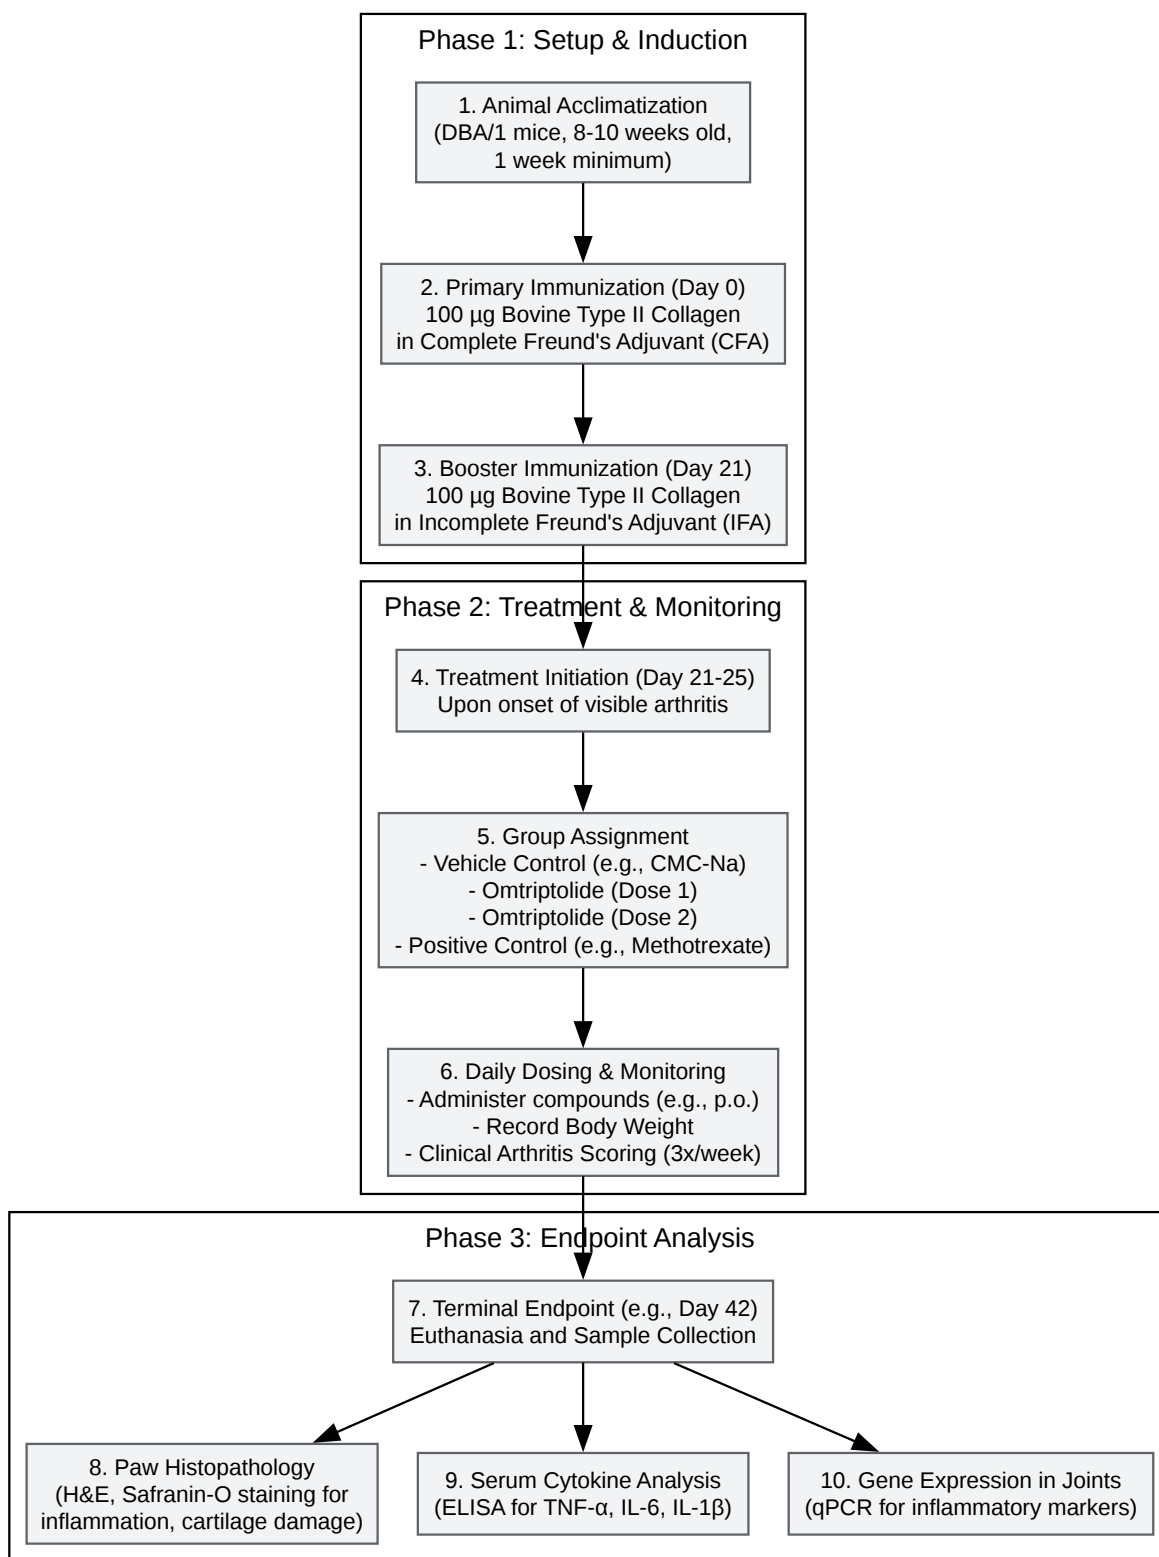 Phase 1: Setup & Induction
1. Animal Acclimatization
(DBA/1 mice, 8-10 weeks old,
1 week minimum)
2. Primary Immunization (Day 0)
100 µg Bovine Type II Collagen
in Complete Freund's Adjuvant (CFA)
3. Booster Immunization (Day 21)
100 µg Bovine Type II Collagen
in Incomplete Freund's Adjuvant (IFA)
Phase 2: Treatment & Monitoring
4. Treatment Initiation (Day 21-25)
Upon onset of visible arthritis
5. Group Assignment
- Vehicle Control (e.g., CMC-Na)
- Omtriptolide (Dose 1)
- Omtriptolide (Dose 2)
- Positive Control (e.g., Methotrexate)
6. Daily Dosing & Monitoring
- Administer compounds (e.g., p.o.)
- Record Body Weight
- Clinical Arthritis Scoring (3x/week)
Phase 3: Endpoint Analysis
7. Terminal Endpoint (e.g., Day 42)
Euthanasia and Sample Collection
8. Paw Histopathology
(H&E, Safranin-O staining for
inflammation, cartilage damage)
9. Serum Cytokine Analysis
(ELISA for TNF-α, IL-6, IL-1β)
10. Gene Expression in Joints
(qPCR for inflammatory markers)